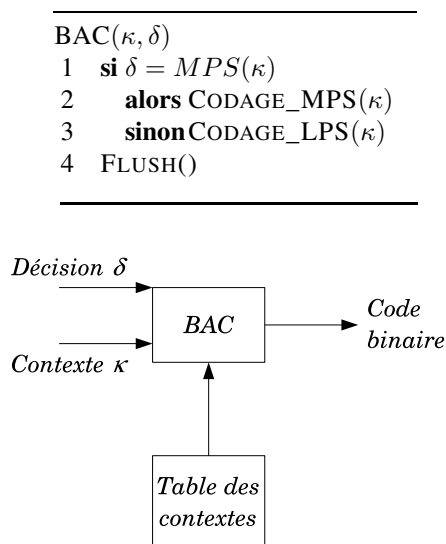 BAC(κ, δ)
1 si δ = MPS(κ)
2 alors CODAGE_MPS(κ)
3 sinon CODAGE_LPS(κ)
4 FLUSH()
Décision δ
BAC
Code
binaire
Contexte κ
Table des
contextes